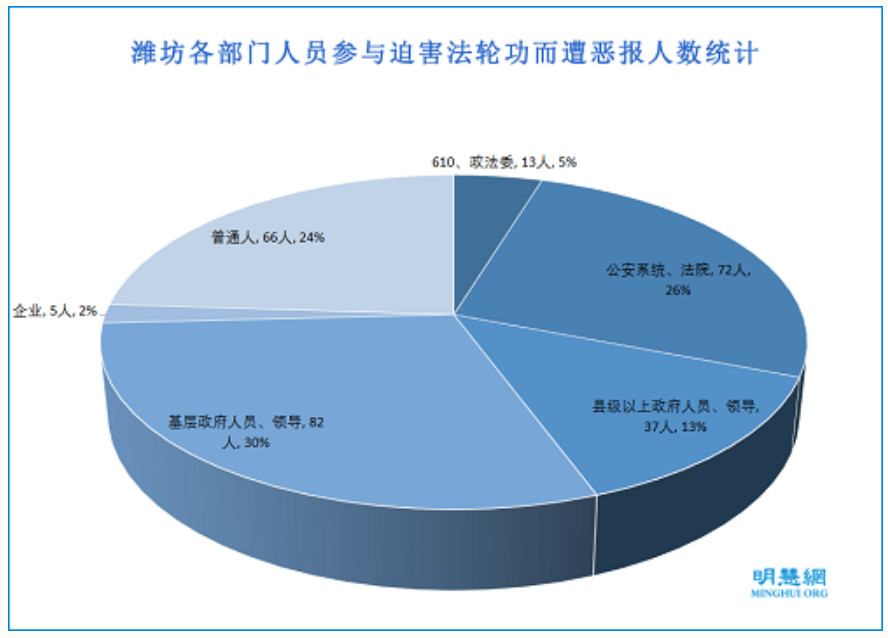 潍坊各部门人员参与迫害法轮功而遭恶报人数统计
610、政法委, 13人, 5%
普通人, 66人, 24%
公安系统、法院, 72人,
26%
企业, 5人, 2%
县级以上政府人员、领导,
37人, 13%
基层政府人员、领导, 82
人, 30%
明慧網
MINGHUI.ORG